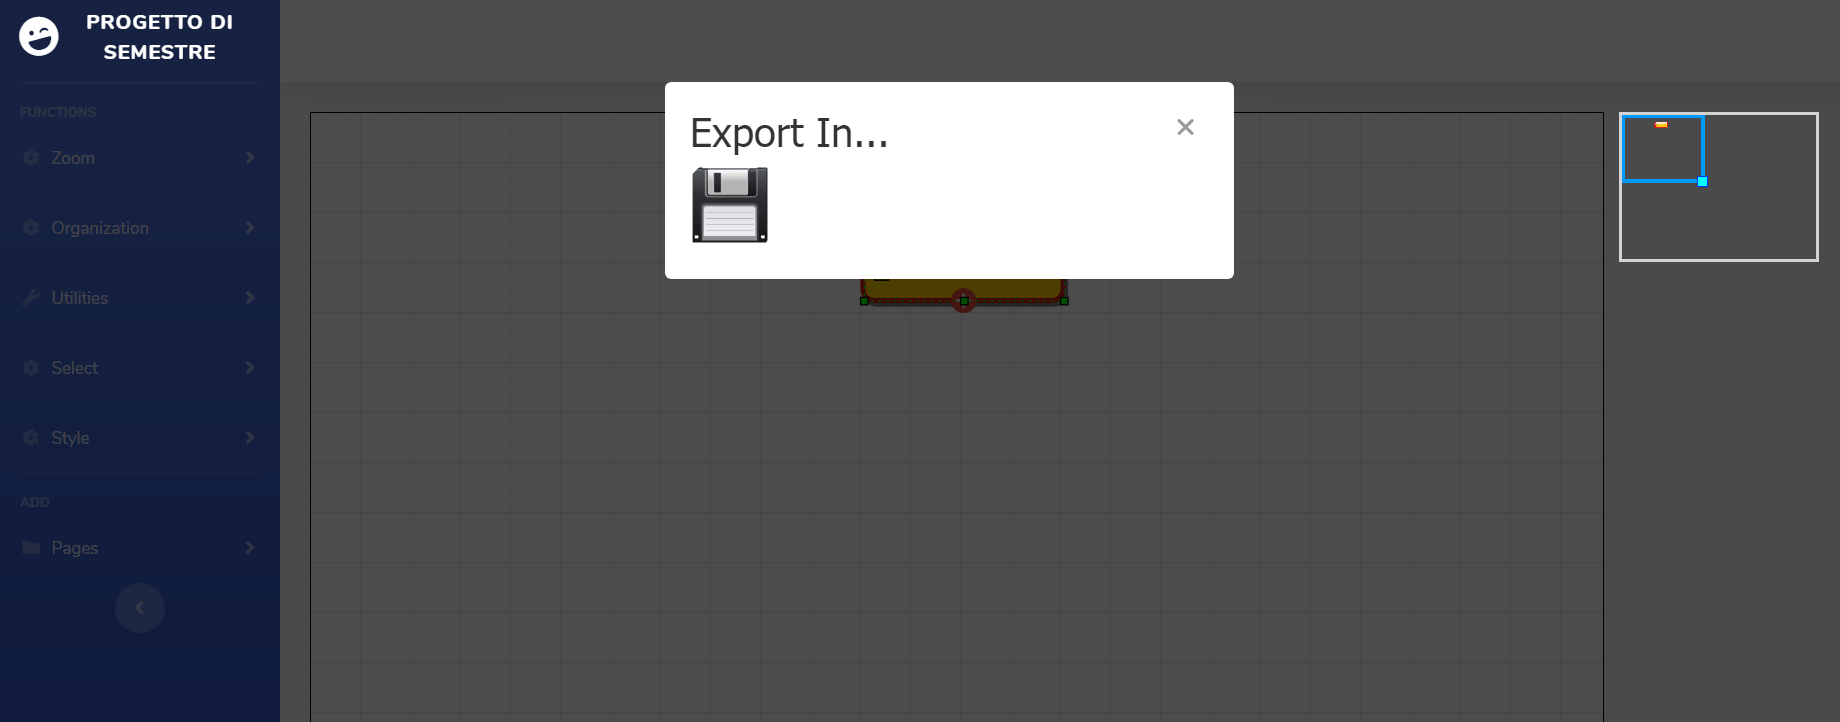 PROGETTO DI
SEMESTRE
FUNCTIONS
Zoom
Organization
Utilities
Select
Style
ADD
Pages
Export In...